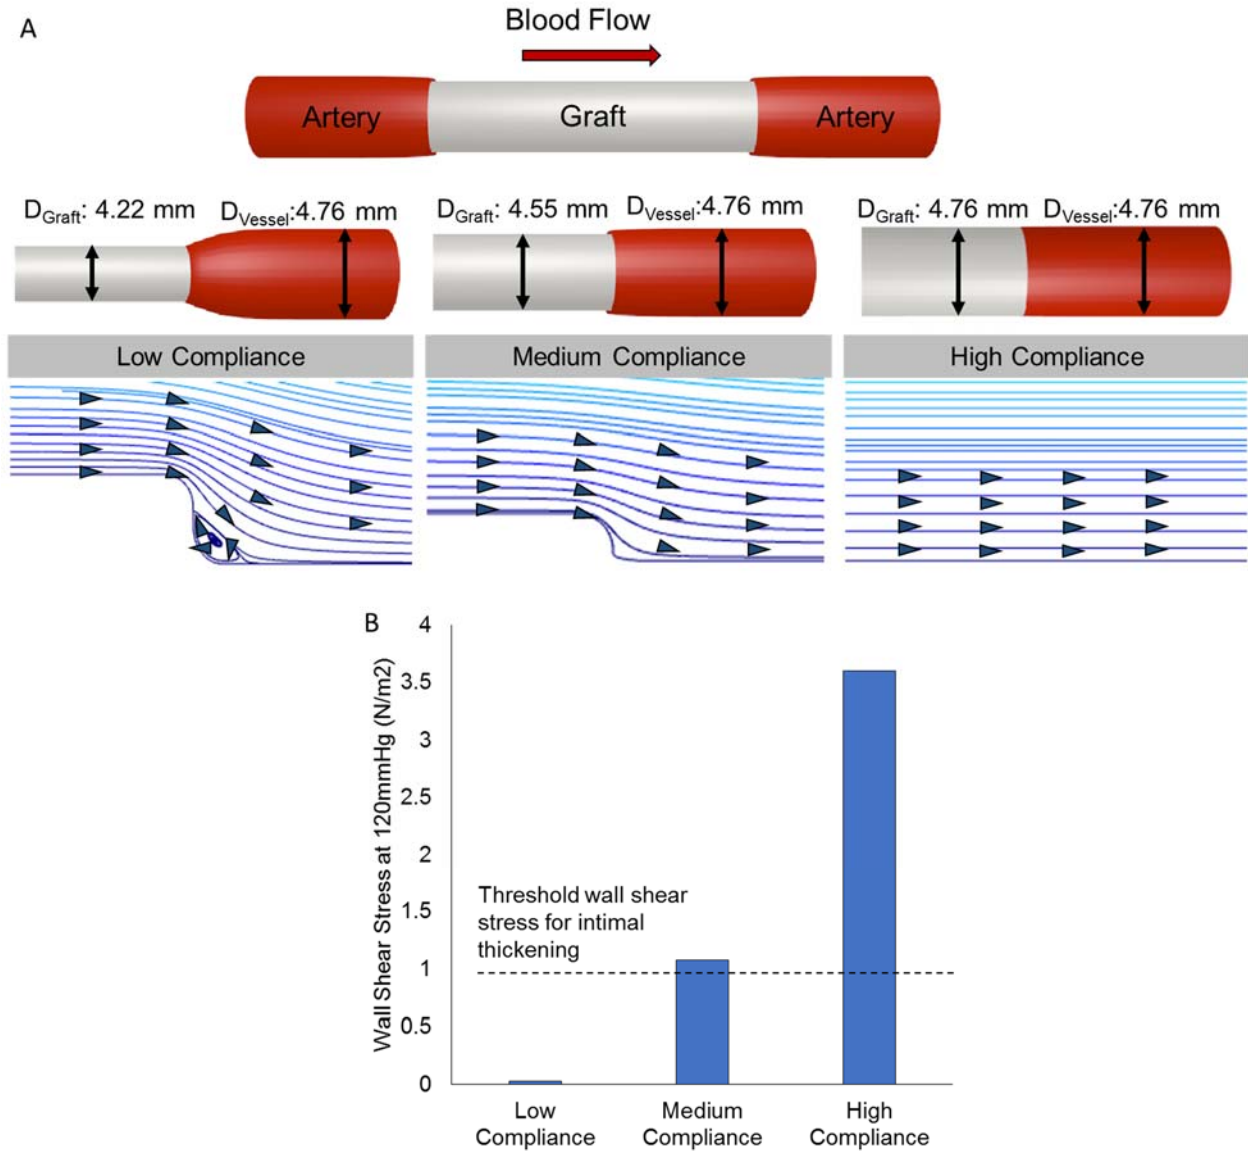 A
Blood Flow
Artery
Graft
Artery
DGraft: 4.22 mm
DVessel:4.76 mm
DGraft: 4.55 mm
DVessel:4.76 mm
DGraft: 4.76 mm
DVessel: 4.76 mm
Low Compliance
Medium Compliance
High Compliance
B
Wall Shear Stress at 120mmHg (N/m2)
4
3.5
3
2.5
2
1.5
1
0.5
0
Threshold wall shear
stress for intimal
thickening
Low
Compliance
Medium
Compliance
High
Compliance